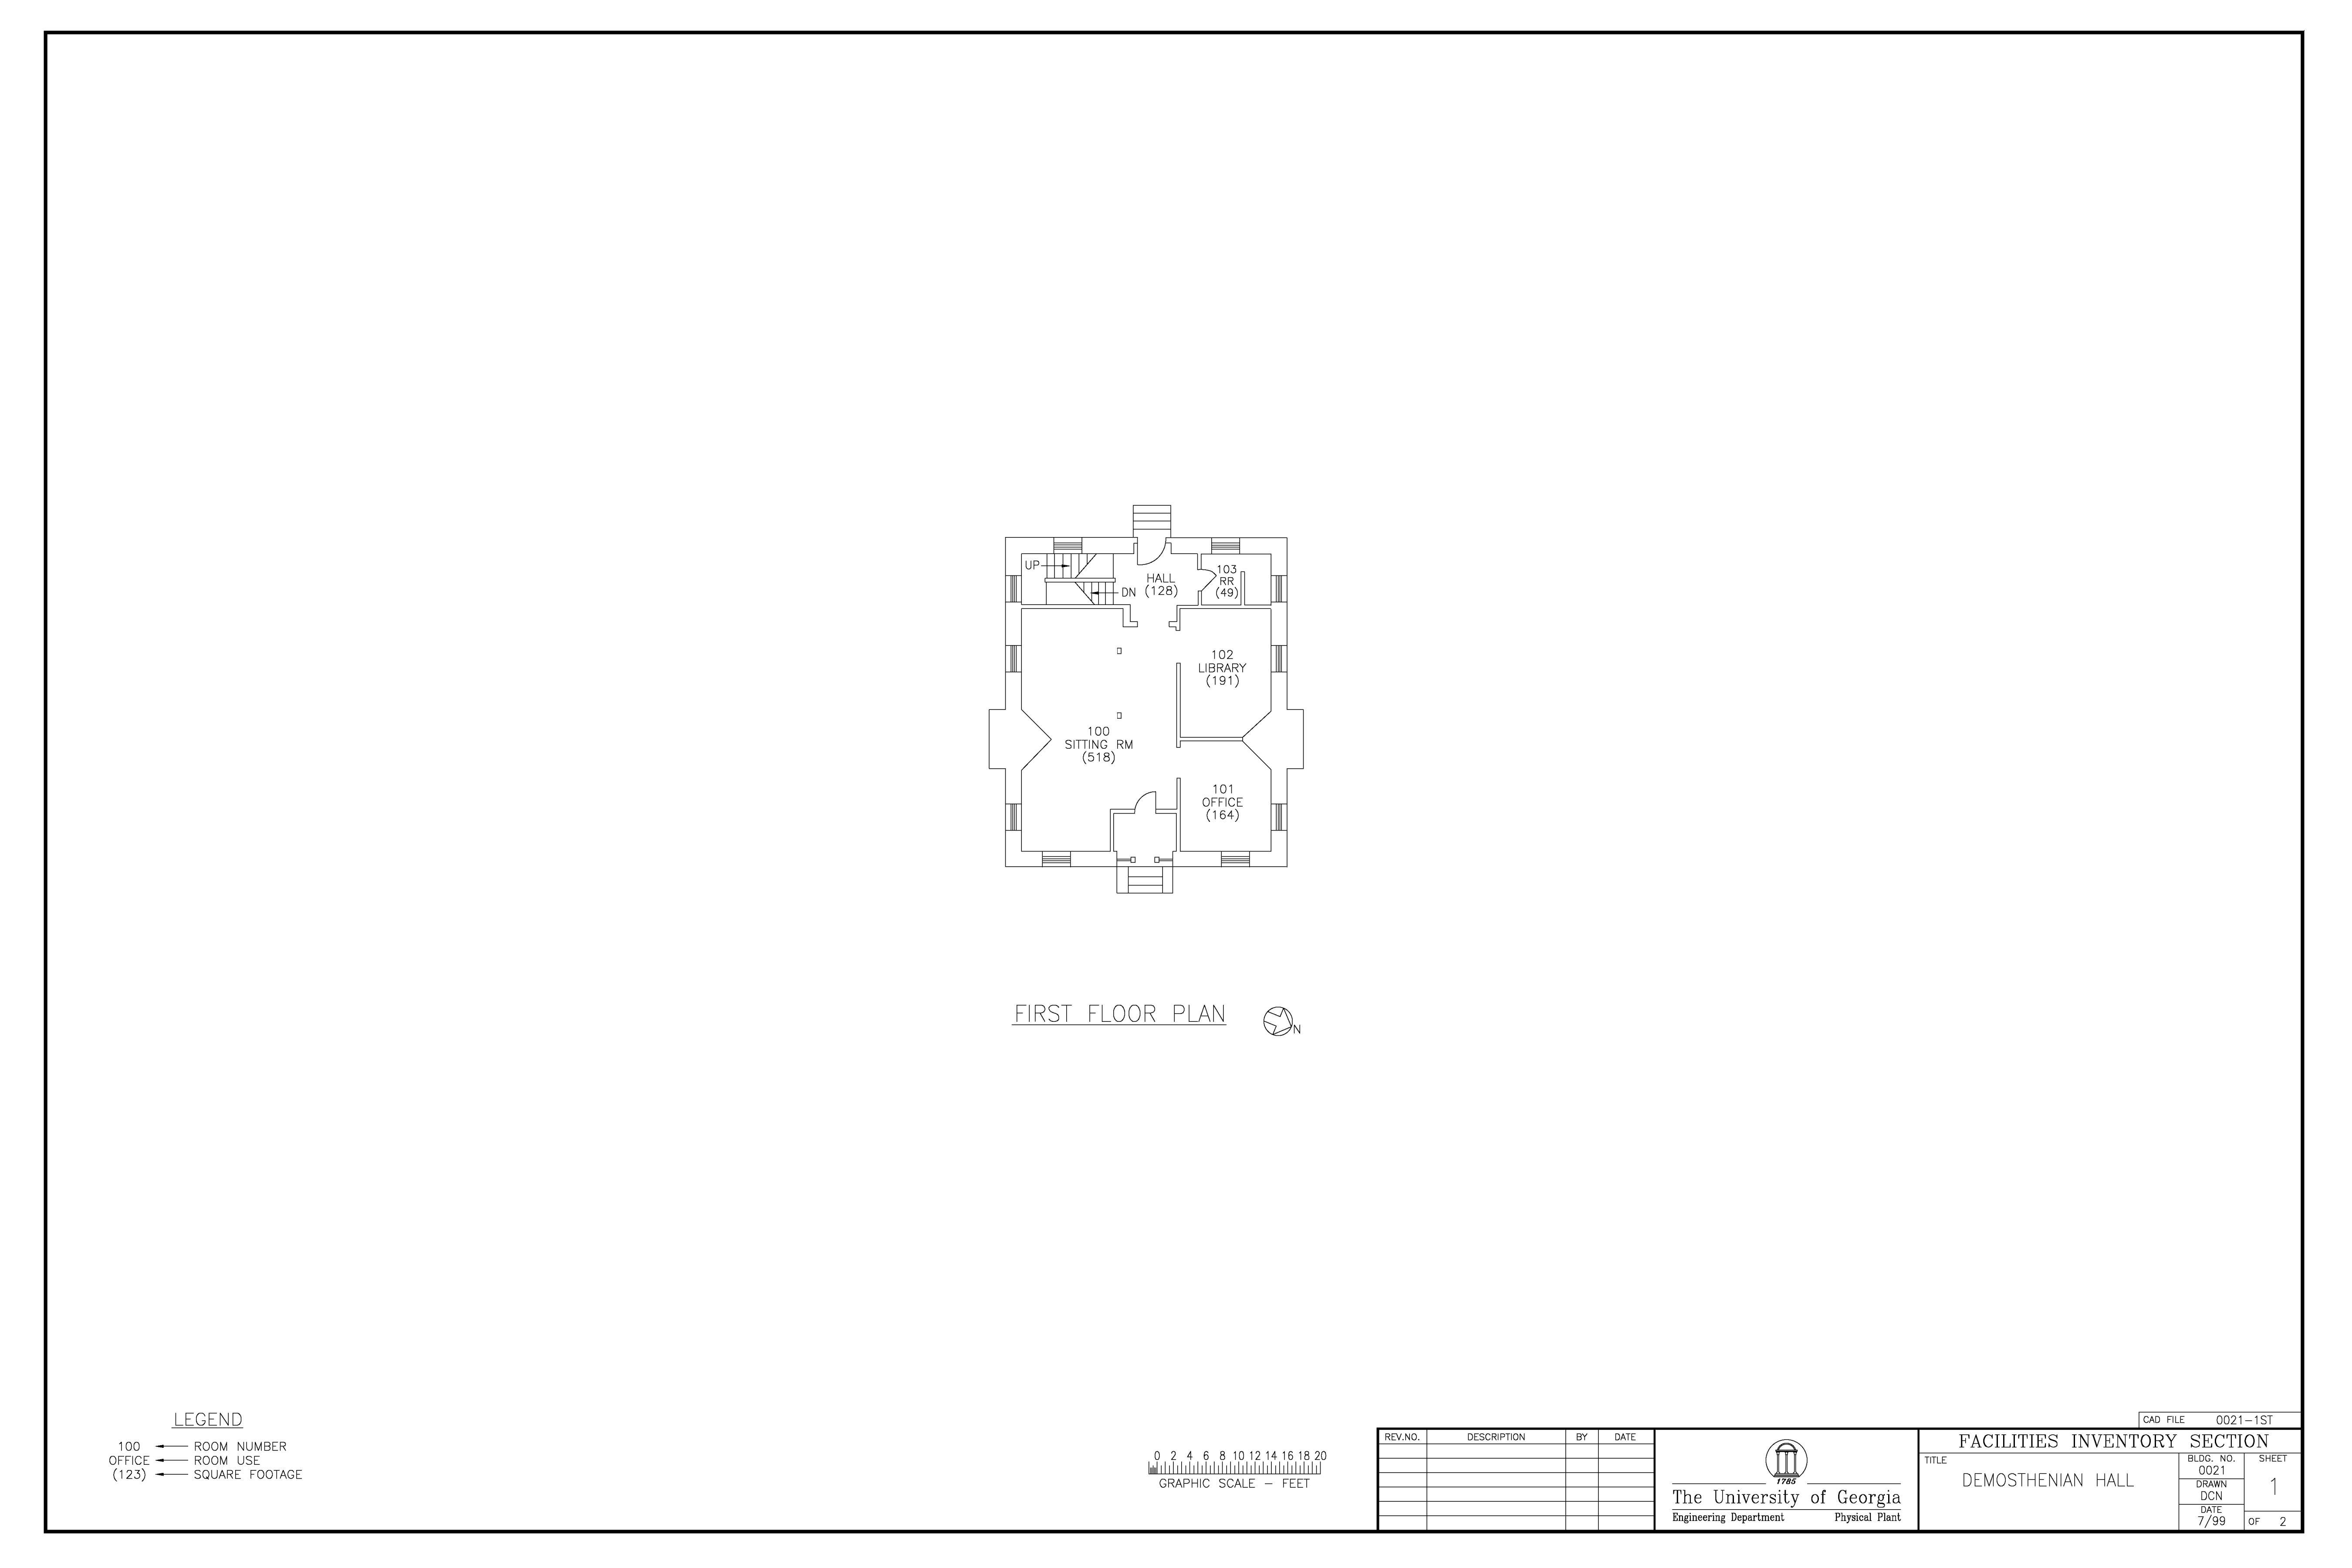 UP
DN
HALL
(128)
103
RR
(49)
102
LIBRARY
(191)
100
SITTING RM
(518)
101
OFFICE
(164)
FIRST FLOOR PLAN
N
LEGEND
100 ROOM NUMBER
OFFICE ROOM USE
(123) SQUARE FOOTAGE
0 2 4 6 8 10 12 14 16 18 20
GRAPHIC SCALE - FEET
REV.NO. DESCRIPTION BY DATE
1785
The University of Georgia
Engineering Department Physical Plant
CAD FILE 0021-1ST
FACILITIES INVENTORY SECTION
TITLE
DEMOSTHENIAN HALL
BLDG. NO.
0021
DRAWN
DCN
DATE
7/99
SHEET
1
OF 2